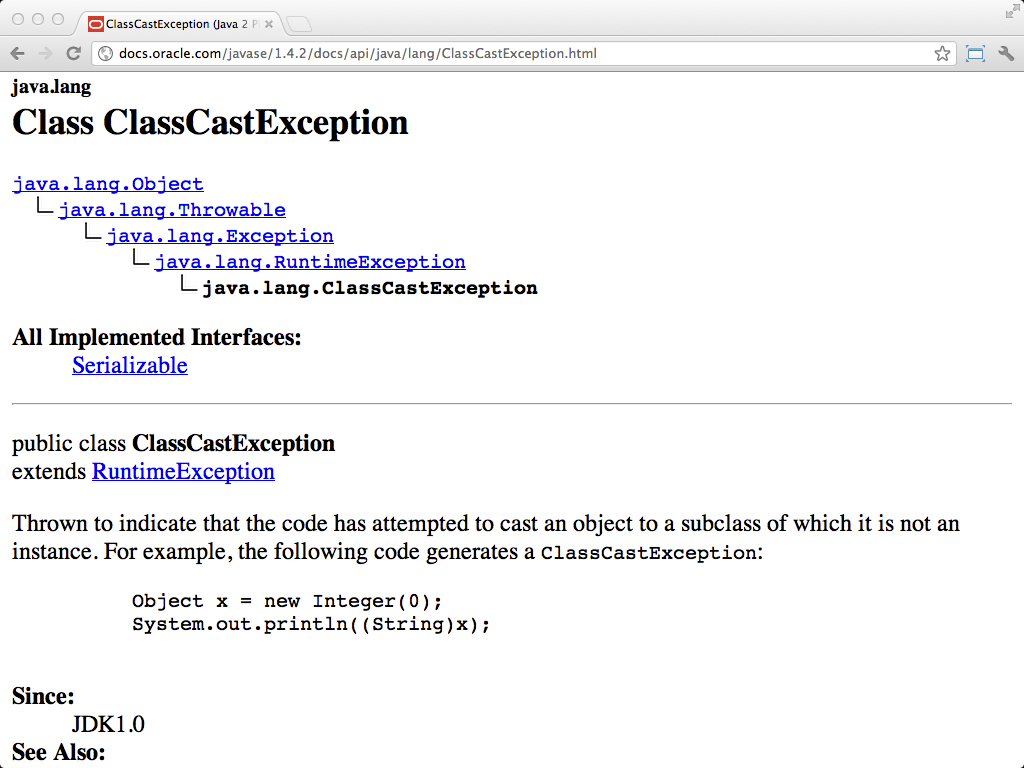 ClassCastException (Java 2 P
docs.oracle.com/javase/1.4.2/docs/api/java/lang/ClassCastException.html
java.lang
Class ClassCastException
java.lang.Object
java.lang.Throwable
java.lang.Exception
java.lang.RuntimeException
java.lang.ClassCastException
All Implemented Interfaces:
Serializable
public class ClassCastException
extends RuntimeException
Thrown to indicate that the code has attempted to cast an object to a subclass of which it is not an
instance. For example, the following code generates a ClassCastException:
Object x = new Integer(0);
System.out.println((String)x);
Since:
JDK1.0
See Also: